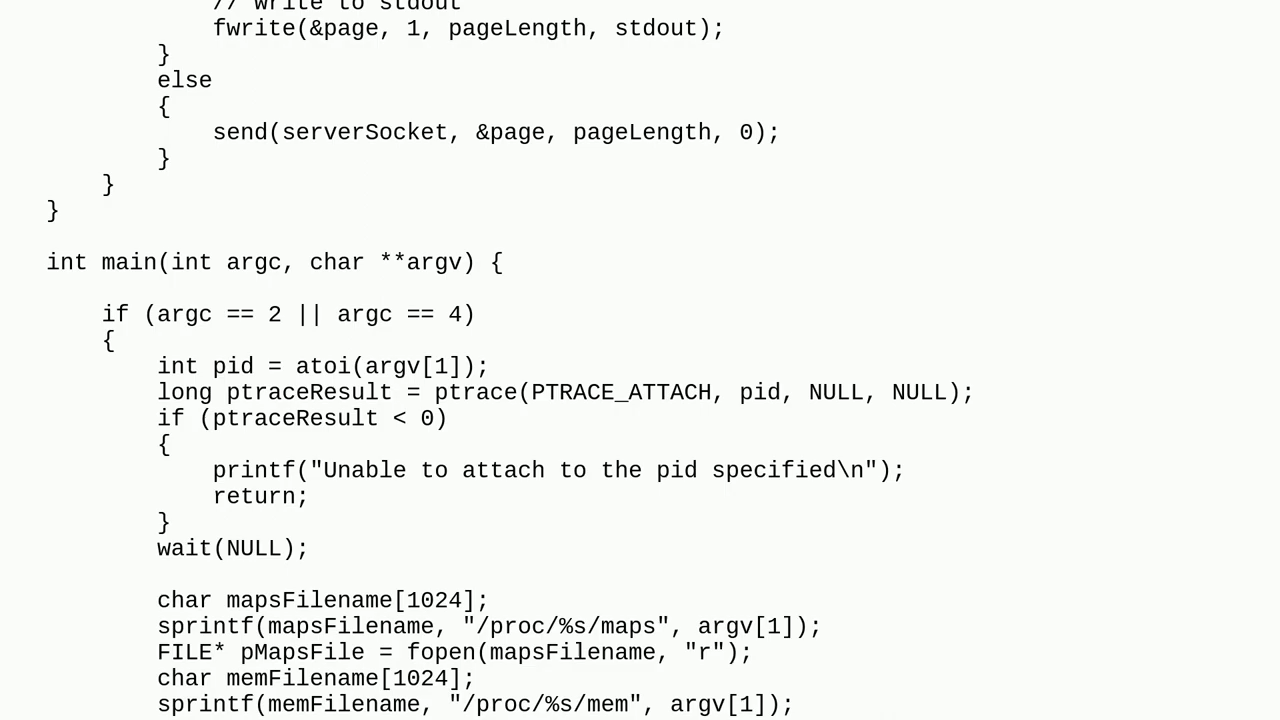 // write to stdout
fwrite(&page, 1, pageLength, stdout);
}
else
{
send(serverSocket, &page, pageLength, 0);
}
}
}
int main(int argc, char **argv) {
if (argc == 2 || argc == 4)
{
int pid = atoi(argv[1]);
long ptraceResult = ptrace(PTRACE_ATTACH, pid, NULL, NULL);
if (ptraceResult < 0)
{
printf("Unable to attach to the pid specified\n");
return;
}
wait(NULL);
char mapsFilename[1024];
sprintf(mapsFilename, "/proc/%s/maps", argv[1]);
FILE* pMapsFile = fopen(mapsFilename, "r");
char memFilename[1024];
sprintf(memFilename, "/proc/%s/mem", argv[1]);